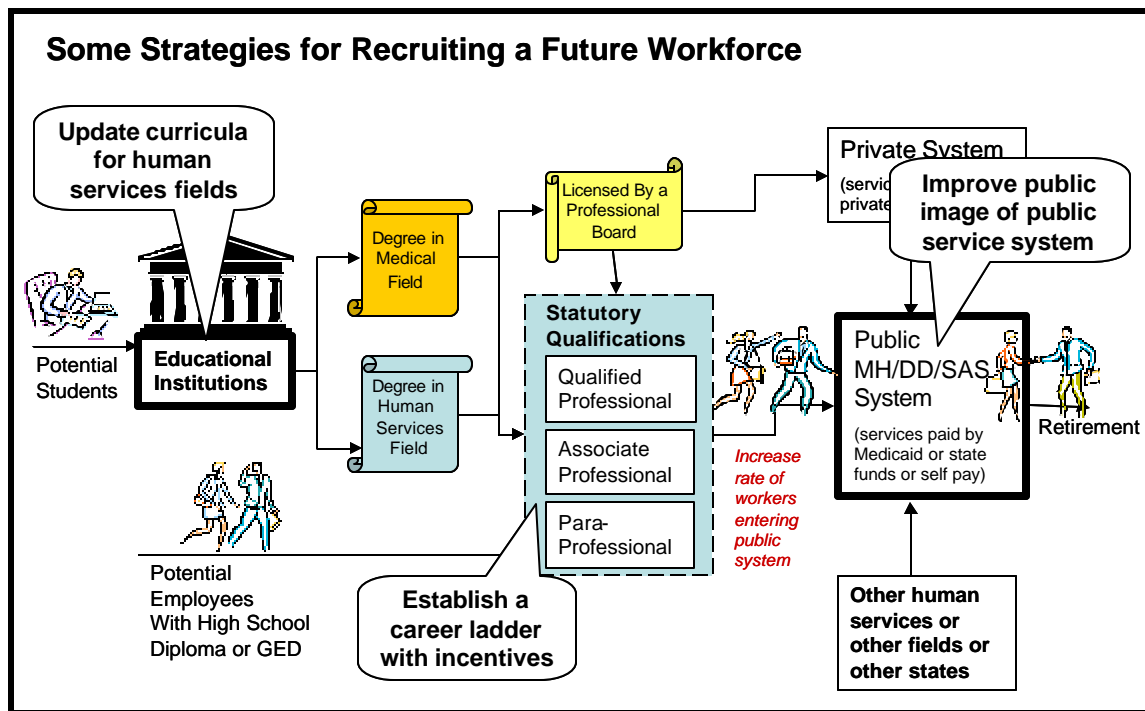 Some Strategies for Recruiting a Future Workforce
Update curricula
for human
services fields
Potential
Students
Educational
Institutions
Degree in
Medical
Field
Degree in
Human
Services
Field
Licensed By a
Professional
Board
Private System
(servic
private
Improve public
image of public
service system
Statutory
Qualifications
Qualified
Professional
Associate
Professional
Para-
Professional
Increase
rate of
workers
entering
public
system
Public
MH/DD/SAS
System
(services paid by
Medicaid or state
funds or self pay)
Retirement
Potential
Employees
With High School
Diploma or GED
Establish a
career ladder
with incentives
Other human
services or
other fields or
other states